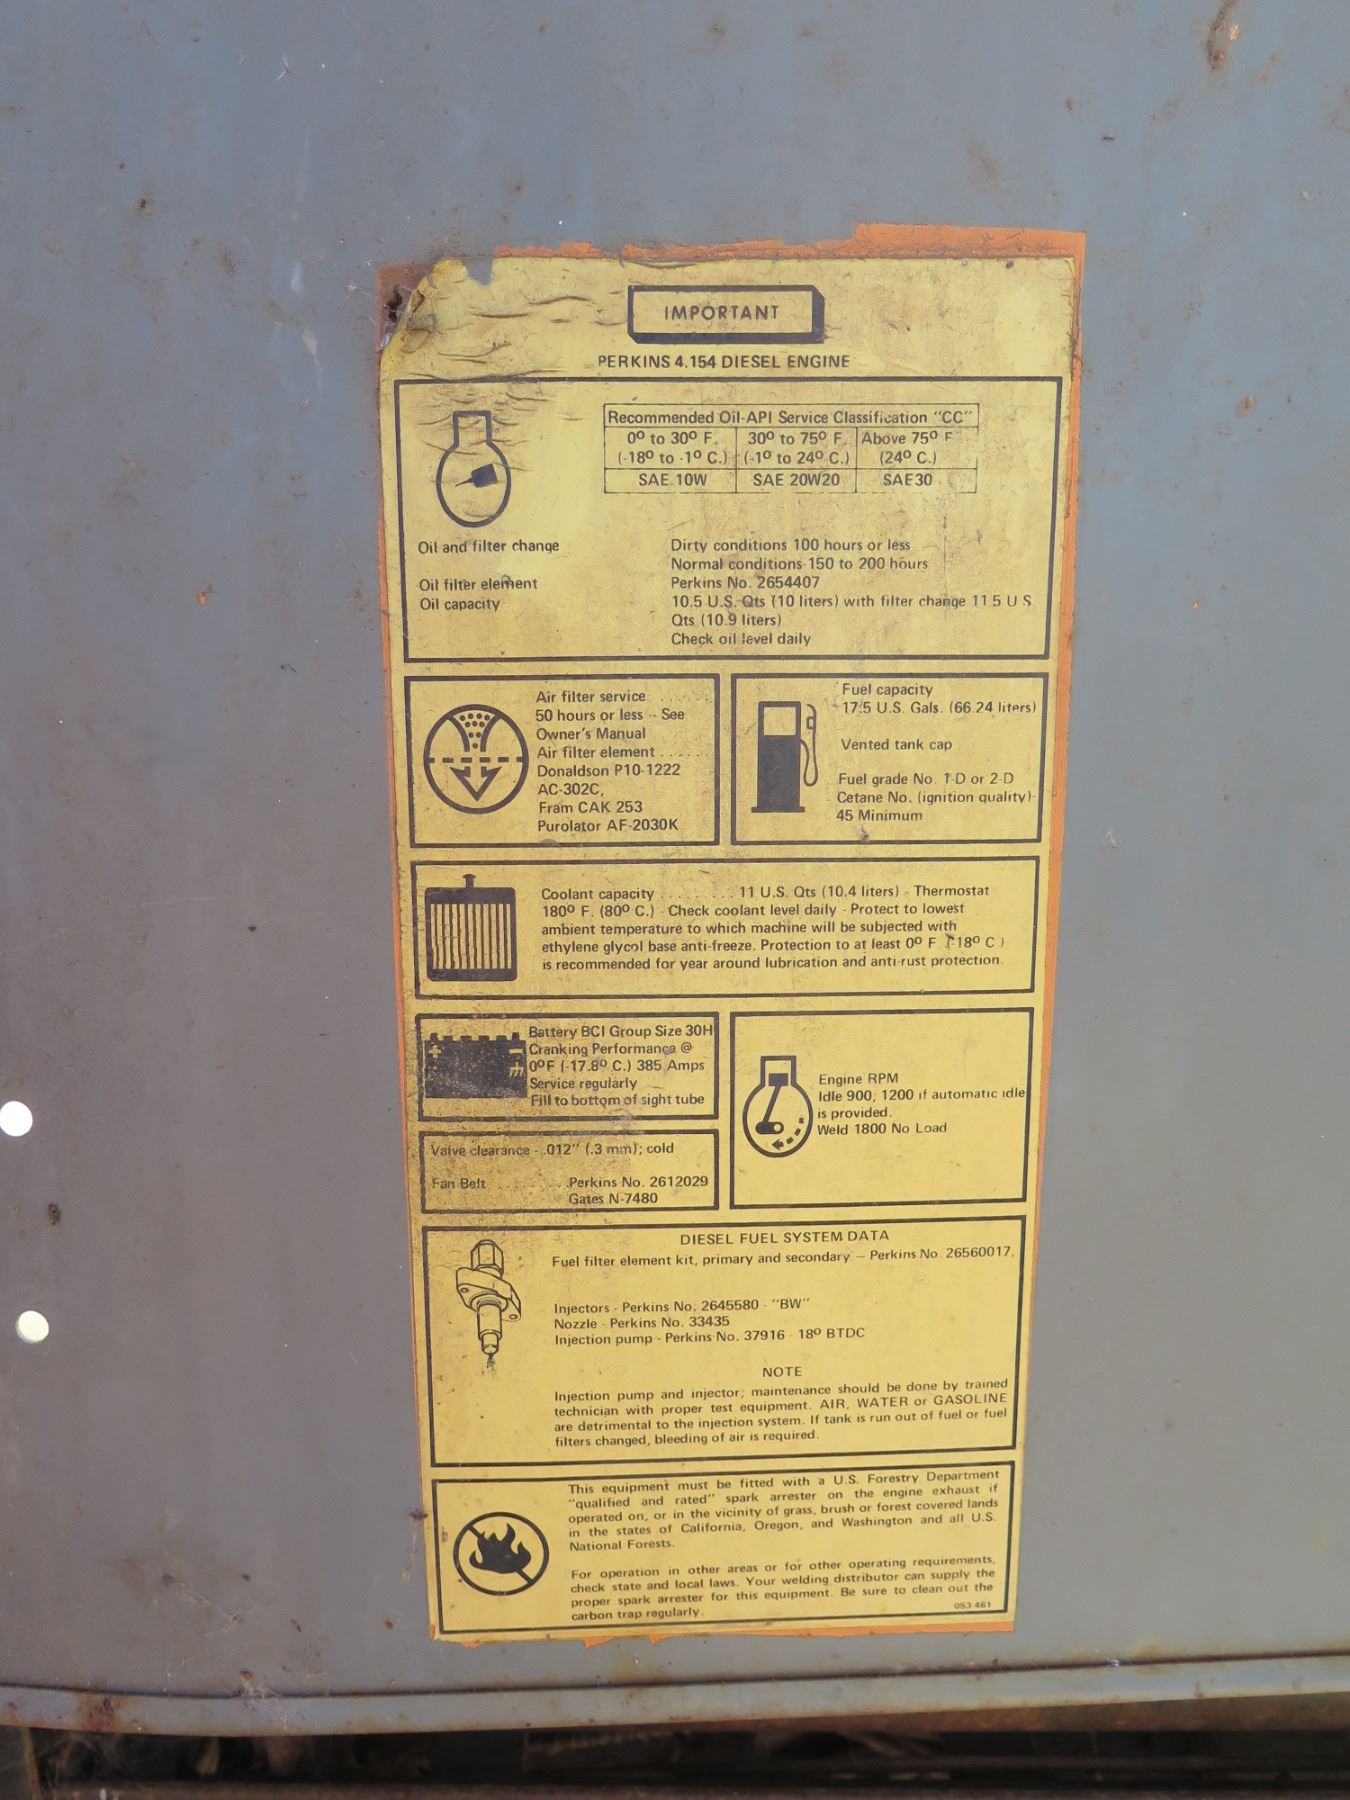 IMPORTANT
PERKINS 4.154 DIESEL ENGINE
Recommended Oil-API Service Classification "CC"
0º to 30º F. 30º to 75º F. Above 75º F
(-18º to -1º C.) (-1º to 24º C.) (24º C.)
SAE 10W SAE 20W20 SAE30
Oil and filter change Dirty conditions 100 hours or less
Normal conditions-150 to 200 hours
Oil filter element Perkins No. 2654407
Oil capacity 10.5 U.S. Qts (10 liters) with filter change 11 5 U S.
Qts (10.9 liters)
Check oil level daily
Air filter service . . . . .
50 hours or less -- See
Owner's Manual
Air filter element . . . . .
Donaldson P10-1222
AC-302C,
Fram CAK 253
Purolator AF-2030K
Fuel capacity
17.5 U.S. Gals. (66.24 liters)
Vented tank cap
Fuel grade No. 1-D or 2-D
Cetane No. (ignition quality)-
45 Minimum
Coolant capacity . . . . . . . . . 11 U.S. Qts (10.4 liters) - Thermostat
180º F. (80º C.) - Check coolant level daily - Protect to lowest
ambient temperature to which machine will be subjected with
ethylene glycol base anti-freeze. Protection to at least 0º F. (-18º C )
is recommended for year around lubrication and anti-rust protection.
Battery BCI Group Size 30H
Cranking Performance @
0ºF (-17.8º C.) 385 Amps
Service regularly
Fill to bottom of sight tube
Engine RPM
Idle 900; 1200 if automatic idle
is provided.
Weld 1800 No Load
Valve clearance - .012" (.3 mm); cold
Fan Belt . . . . . . . . . . Perkins No. 2612029
Gates N-7480
DIESEL FUEL SYSTEM DATA
Fuel filter element kit, primary and secondary — Perkins No. 26560017.
Injectors - Perkins No. 2645580 - "BW"
Nozzle - Perkins No. 33435
Injection pump - Perkins No. 37916 - 18º BTDC
NOTE
Injection pump and injector; maintenance should be done by trained
technician with proper test equipment. AIR, WATER or GASOLINE
are detrimental to the injection system. If tank is run out of fuel or fuel
filters changed, bleeding of air is required.
This equipment must be fitted with a U.S. Forestry Department
"qualified and rated" spark arrester on the engine exhaust if
operated on, or in the vicinity of grass, brush or forest covered lands
in the states of California, Oregon, and Washington and all U.S.
National Forests.
For operation in other areas or for other operating requirements,
check state and local laws. Your welding distributor can supply the
proper spark arrester for this equipment. Be sure to clean out the
carbon trap regularly.
053 461